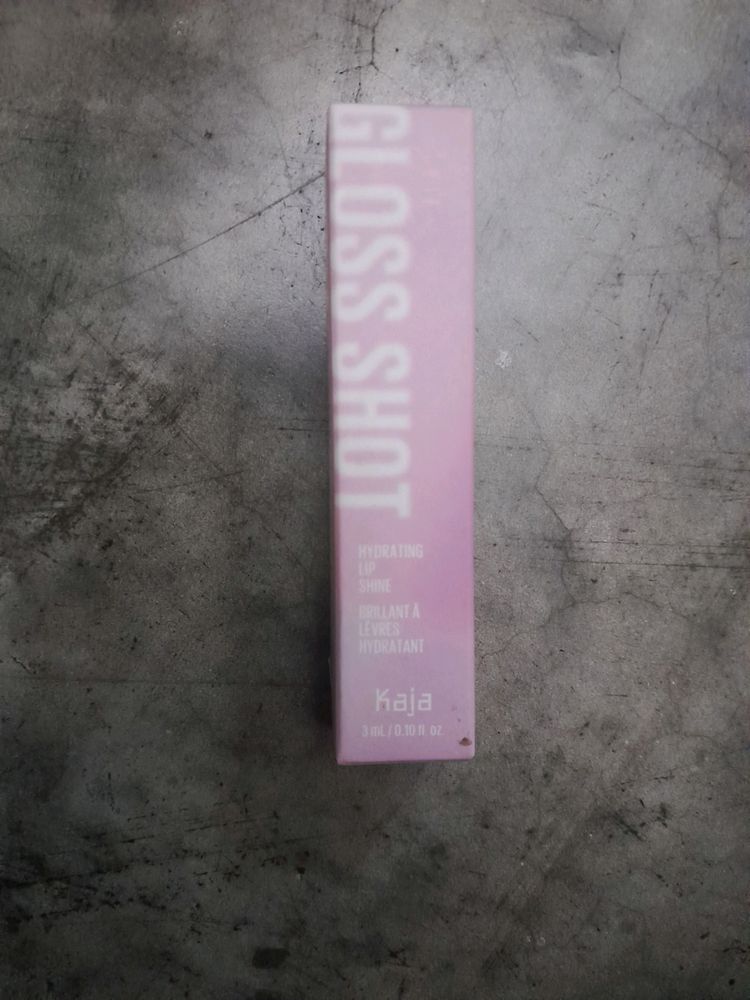 GLOSS SHOT
HYDRATING
LIP
SHINE
BRILLANT À
LÈVRES
HYDRATANT
Kaja
3 mL / 0.10 fl oz.